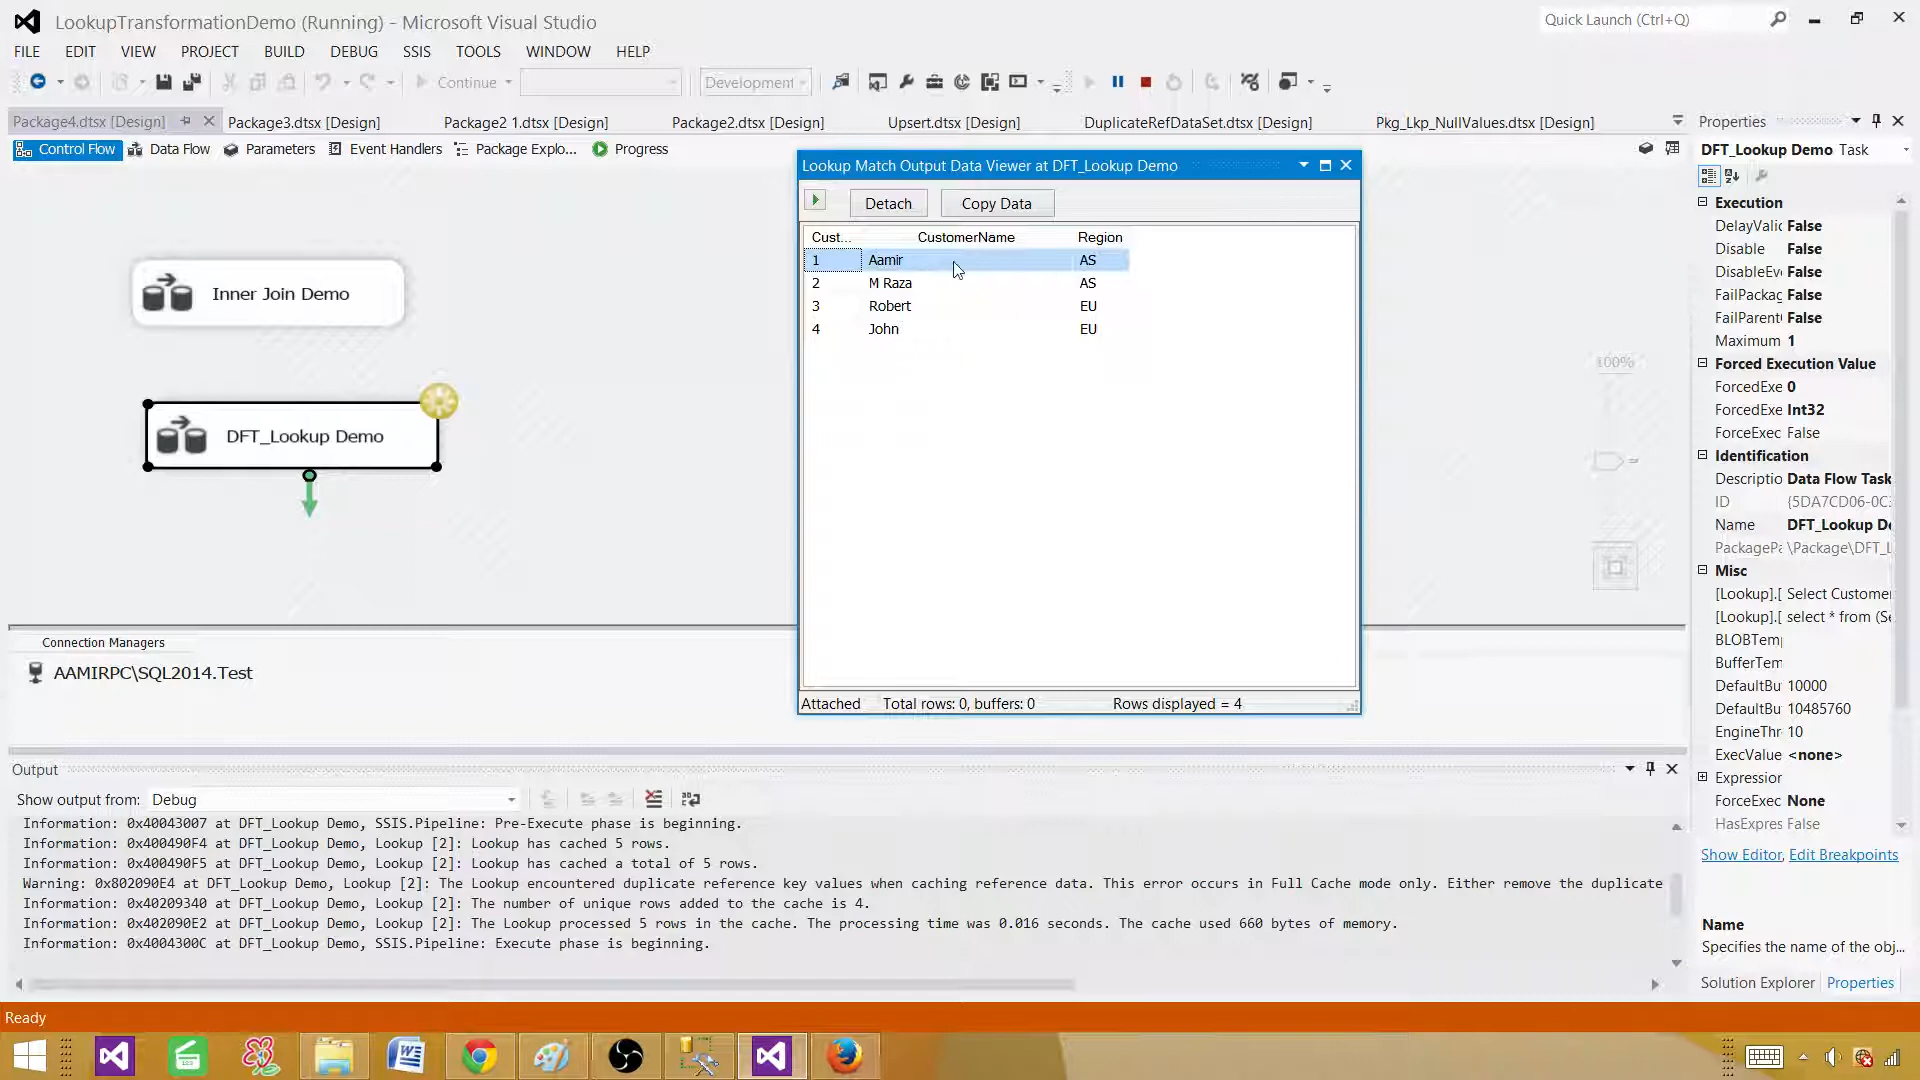 LookupTransformationDemo (Running) - Microsoft Visual Studio
Quick Launch (Ctrl+Q)
FILE EDIT VIEW PROJECT BUILD DEBUG SSIS TOOLS WINDOW HELP
Continue Development
Package4.dtsx [Design] Package3.dtsx [Design] Package2 1.dtsx [Design] Package2.dtsx [Design] Upsert.dtsx [Design] DuplicateRefDataSet.dtsx [Design] Pkg_Lkp_NullValues.dtsx [Design]
Control Flow Data Flow Parameters Event Handlers Package Explo... Progress
Inner Join Demo
DFT_Lookup Demo
100%
Lookup Match Output Data Viewer at DFT_Lookup Demo
Detach Copy Data
Cust... CustomerName Region
1 Aamir AS
2 M Raza AS
3 Robert EU
4 John EU
Attached Total rows: 0, buffers: 0 Rows displayed = 4
Connection Managers
AAMIRPC\SQL2014.Test
Output
Show output from: Debug
Information: 0x40043007 at DFT_Lookup Demo, SSIS.Pipeline: Pre-Execute phase is beginning.
Information: 0x400490F4 at DFT_Lookup Demo, Lookup [2]: Lookup has cached 5 rows.
Information: 0x400490F5 at DFT_Lookup Demo, Lookup [2]: Lookup has cached a total of 5 rows.
Warning: 0x802090E4 at DFT_Lookup Demo, Lookup [2]: The Lookup encountered duplicate reference key values when caching reference data. This error occurs in Full Cache mode only. Either remove the duplicate
Information: 0x40209340 at DFT_Lookup Demo, Lookup [2]: The number of unique rows added to the cache is 4.
Information: 0x402090E2 at DFT_Lookup Demo, Lookup [2]: The Lookup processed 5 rows in the cache. The processing time was 0.016 seconds. The cache used 660 bytes of memory.
Information: 0x4004300C at DFT_Lookup Demo, SSIS.Pipeline: Execute phase is beginning.
Properties
DFT_Lookup Demo Task
Execution
DelayValid False
Disable False
DisableEve False
FailPackag False
FailParent False
Maximum 1
Forced Execution Value
ForcedExe 0
ForcedExe Int32
ForceExec False
Identification
Descriptio Data Flow Task
ID {5DA7CD06-0C
Name DFT_Lookup De
PackagePa \Package\DFT_L
Misc
[Lookup].[ Select Customer
[Lookup].[ select * from (Se
BLOBTemp
BufferTem
DefaultBu 10000
DefaultBu 10485760
EngineThr 10
ExecValue <none>
Expression
ForceExec None
HasExpres False
Show Editor, Edit Breakpoints
Name
Specifies the name of the obj...
Solution Explorer Properties
Ready